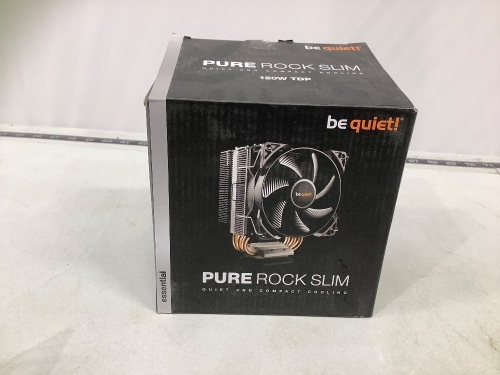 be quiet!
PURE ROCK SLIM
QUIET AND COMPACT COOLING
120W TDP
be quiet!
be quiet!
PURE ROCK SLIM
QUIET AND COMPACT COOLING
essential